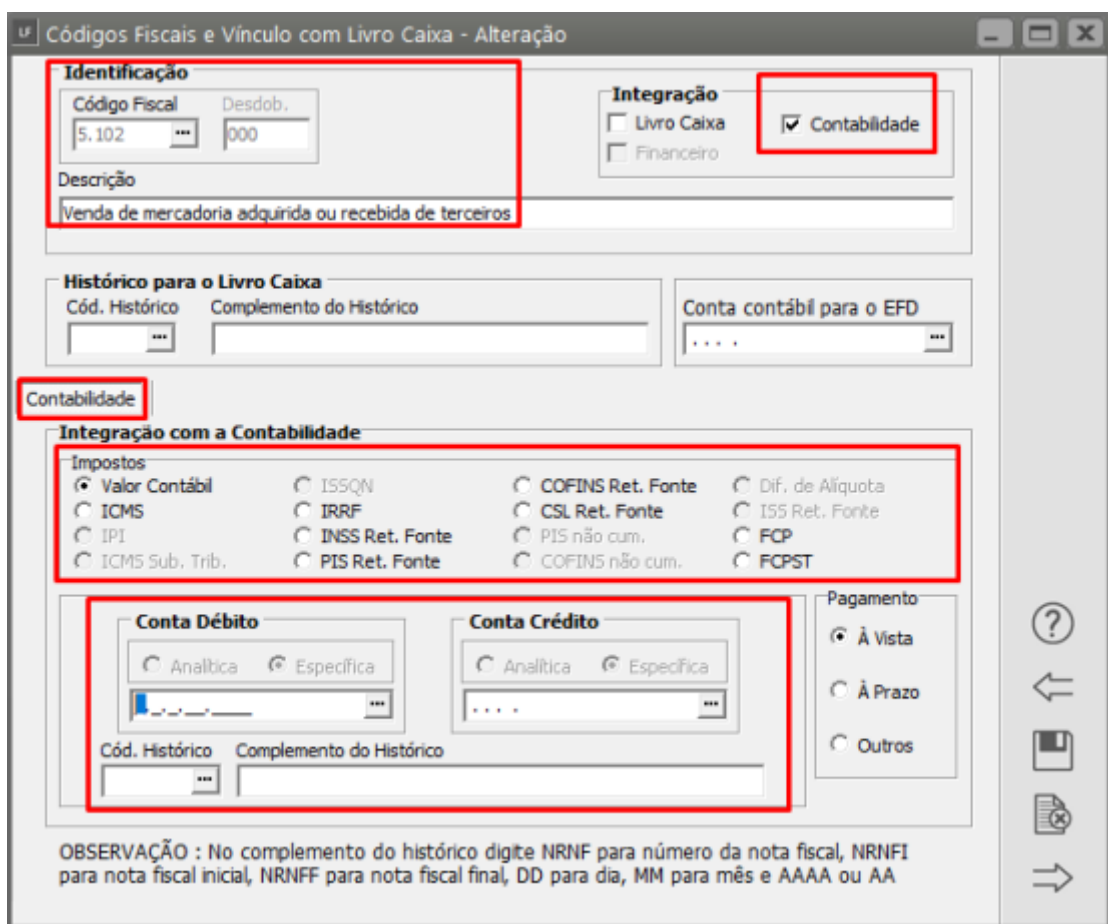 LF Códigos Fiscais e Vínculo com Livro Caixa - Alteração
Identificação
Código Fiscal Desdob.
5.102 ... 000
Integração
Livro Caixa Contabilidade
Financeiro
Descrição
Venda de mercadoria adquirida ou recebida de terceiros
Histórico para o Livro Caixa
Cód. Histórico Complemento do Histórico
...
Conta contábil para o EFD
. . . . ...
Contabilidade
Integração com a Contabilidade
Impostos
Valor Contábil ISSQN COFINS Ret. Fonte Dif. de Alíquota
ICMS IRRF CSL Ret. Fonte ISS Ret. Fonte
IPI INSS Ret. Fonte PIS não cum. FCP
ICMS Sub. Trib. PIS Ret. Fonte COFINS não cum. FCPST
Conta Débito
Analítica Específica
_._.__.____ ...
Conta Crédito
Analítica Específica
. . . . ...
Cód. Histórico Complemento do Histórico
...
Pagamento
À Vista
À Prazo
Outros
OBSERVAÇÃO : No complemento do histórico digite NRNF para número da nota fiscal, NRNFI
para nota fiscal inicial, NRNFF para nota fiscal final, DD para dia, MM para mês e AAAA ou AA